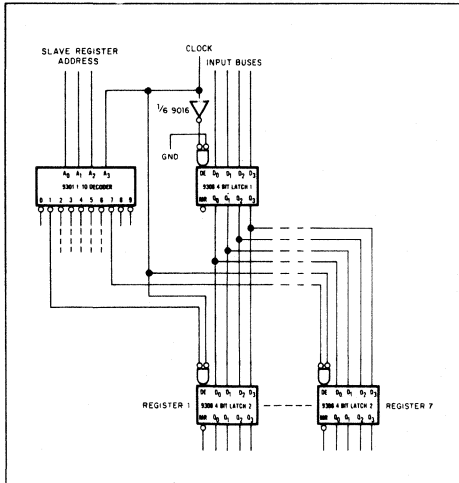 CLOCK
SLAVE REGISTER
ADDRESS
INPUT BUSES
1/6 9016
GND
A0 A1 A2 A3
9301 1 10 DECODER
0 1 2 3 4 5 6 7 8 9
DE D0 D1 D2 D3
9308 4 BIT LATCH 1
MR Q0 Q1 Q2 Q3
DE D0 D1 D2 D3
9308 4 BIT LATCH 2
MR Q0 Q1 Q2 Q3
REGISTER 1
DE D0 D1 D2 D3
9308 4 BIT LATCH 2
MR Q0 Q1 Q2 Q3
REGISTER 7